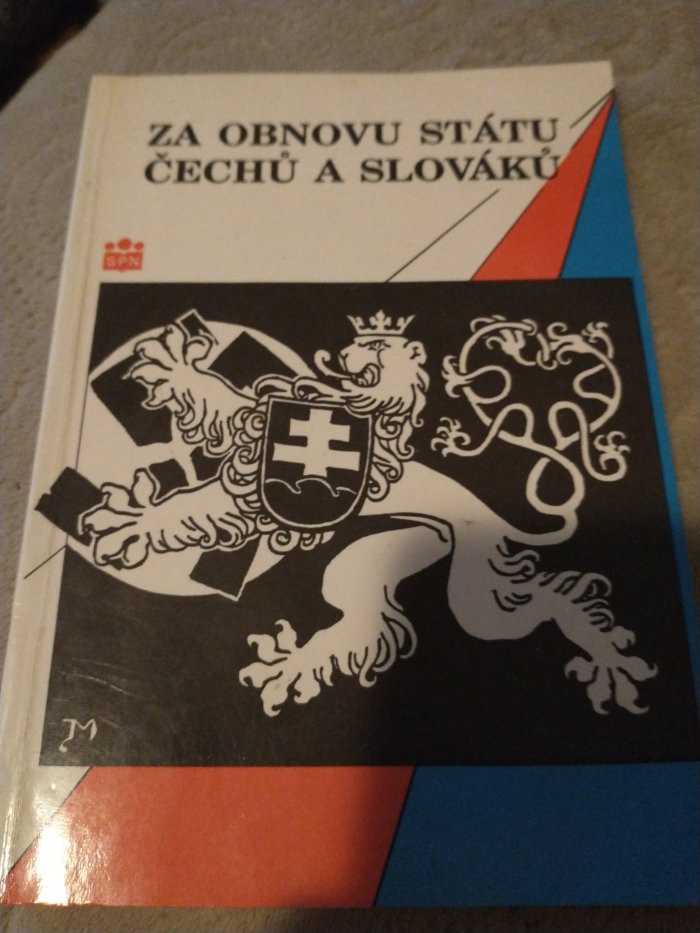 ZA OBNOVU STÁTU
ČECHŮ A SLOVÁKŮ
SPN